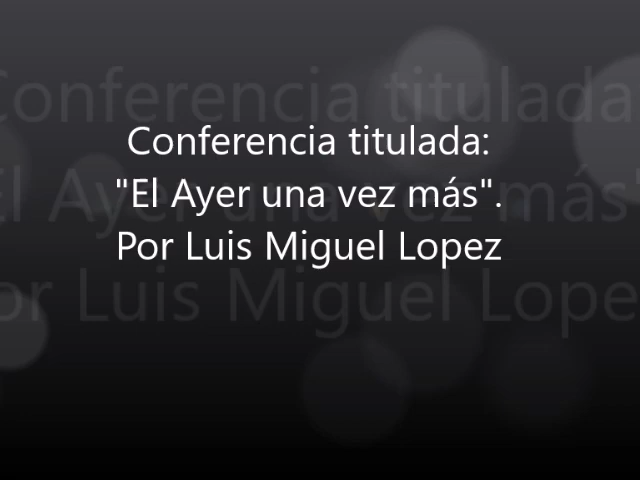 Conferencia titulada:
"El Ayer una vez más".
Por Luis Miguel Lopez